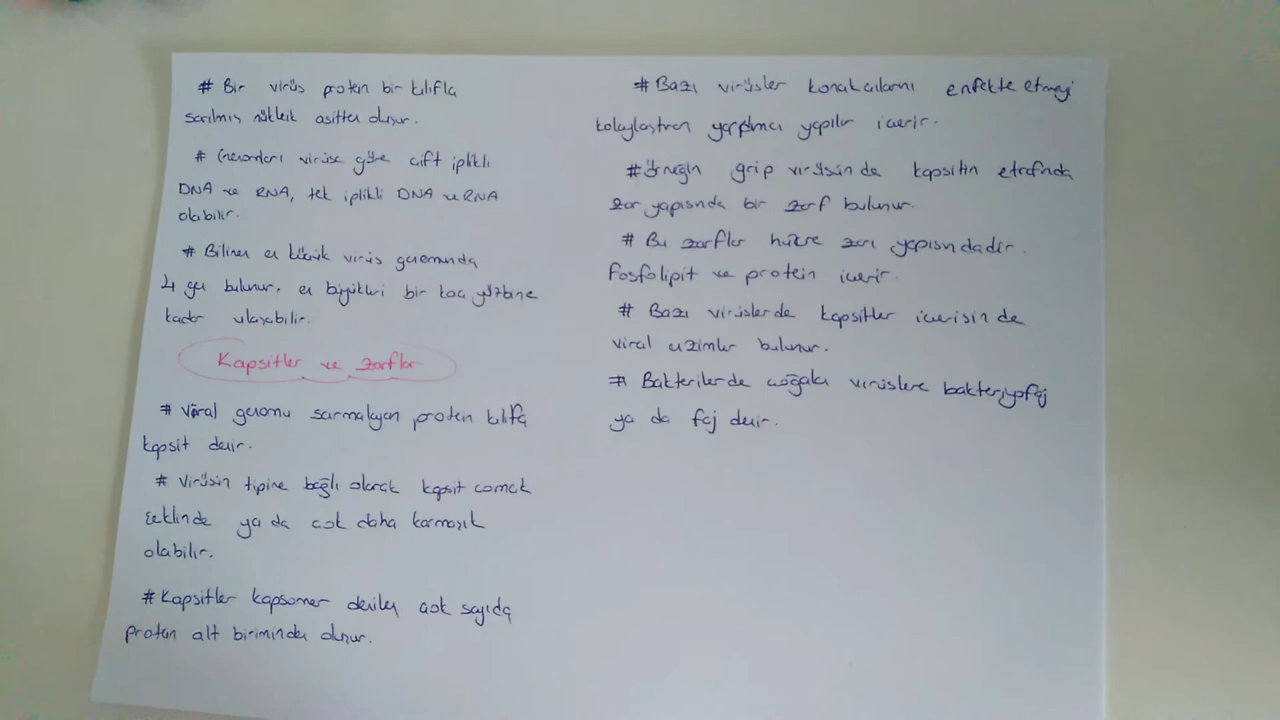 # Bir virüs protein bir kılıfla
sarılmış nükleik asitten oluşur.
# Genomları virüse göre çift iplikli
DNA ve RNA, tek iplikli DNA ve RNA
olabilir.
# Bilinen en küçük virüs genomunda
4 gen bulunur, en büyükleri bir kaç yüzbine
kadar ulaşabilir.
Kapsitler ve zarflar
# Viral genomu sarmalayan protein kılıfa
kapsit denir.
# Virüsün tipine bağlı olarak kapsit çomak
şeklinde ya da çok daha karmaşık
olabilir.
# Kapsitler kapsomer denilen çok sayıda
protein alt biriminden oluşur.
# Bazı virüsler konakçılarını enfekte etmeyi
kolaylaştıran yardımcı yapılar içerir.
# Örneğin grip virüsünde kapsitin etrafında
zar yapısında bir zarf bulunur.
# Bu zarflar hücre zarı yapısındadır.
Fosfolipit ve protein içerir.
# Bazı virüslerde kapsitler içerisinde
viral enzimler bulunur.
# Bakterilerde çoğalan virüslere bakteriyofaj
ya da faj denir.